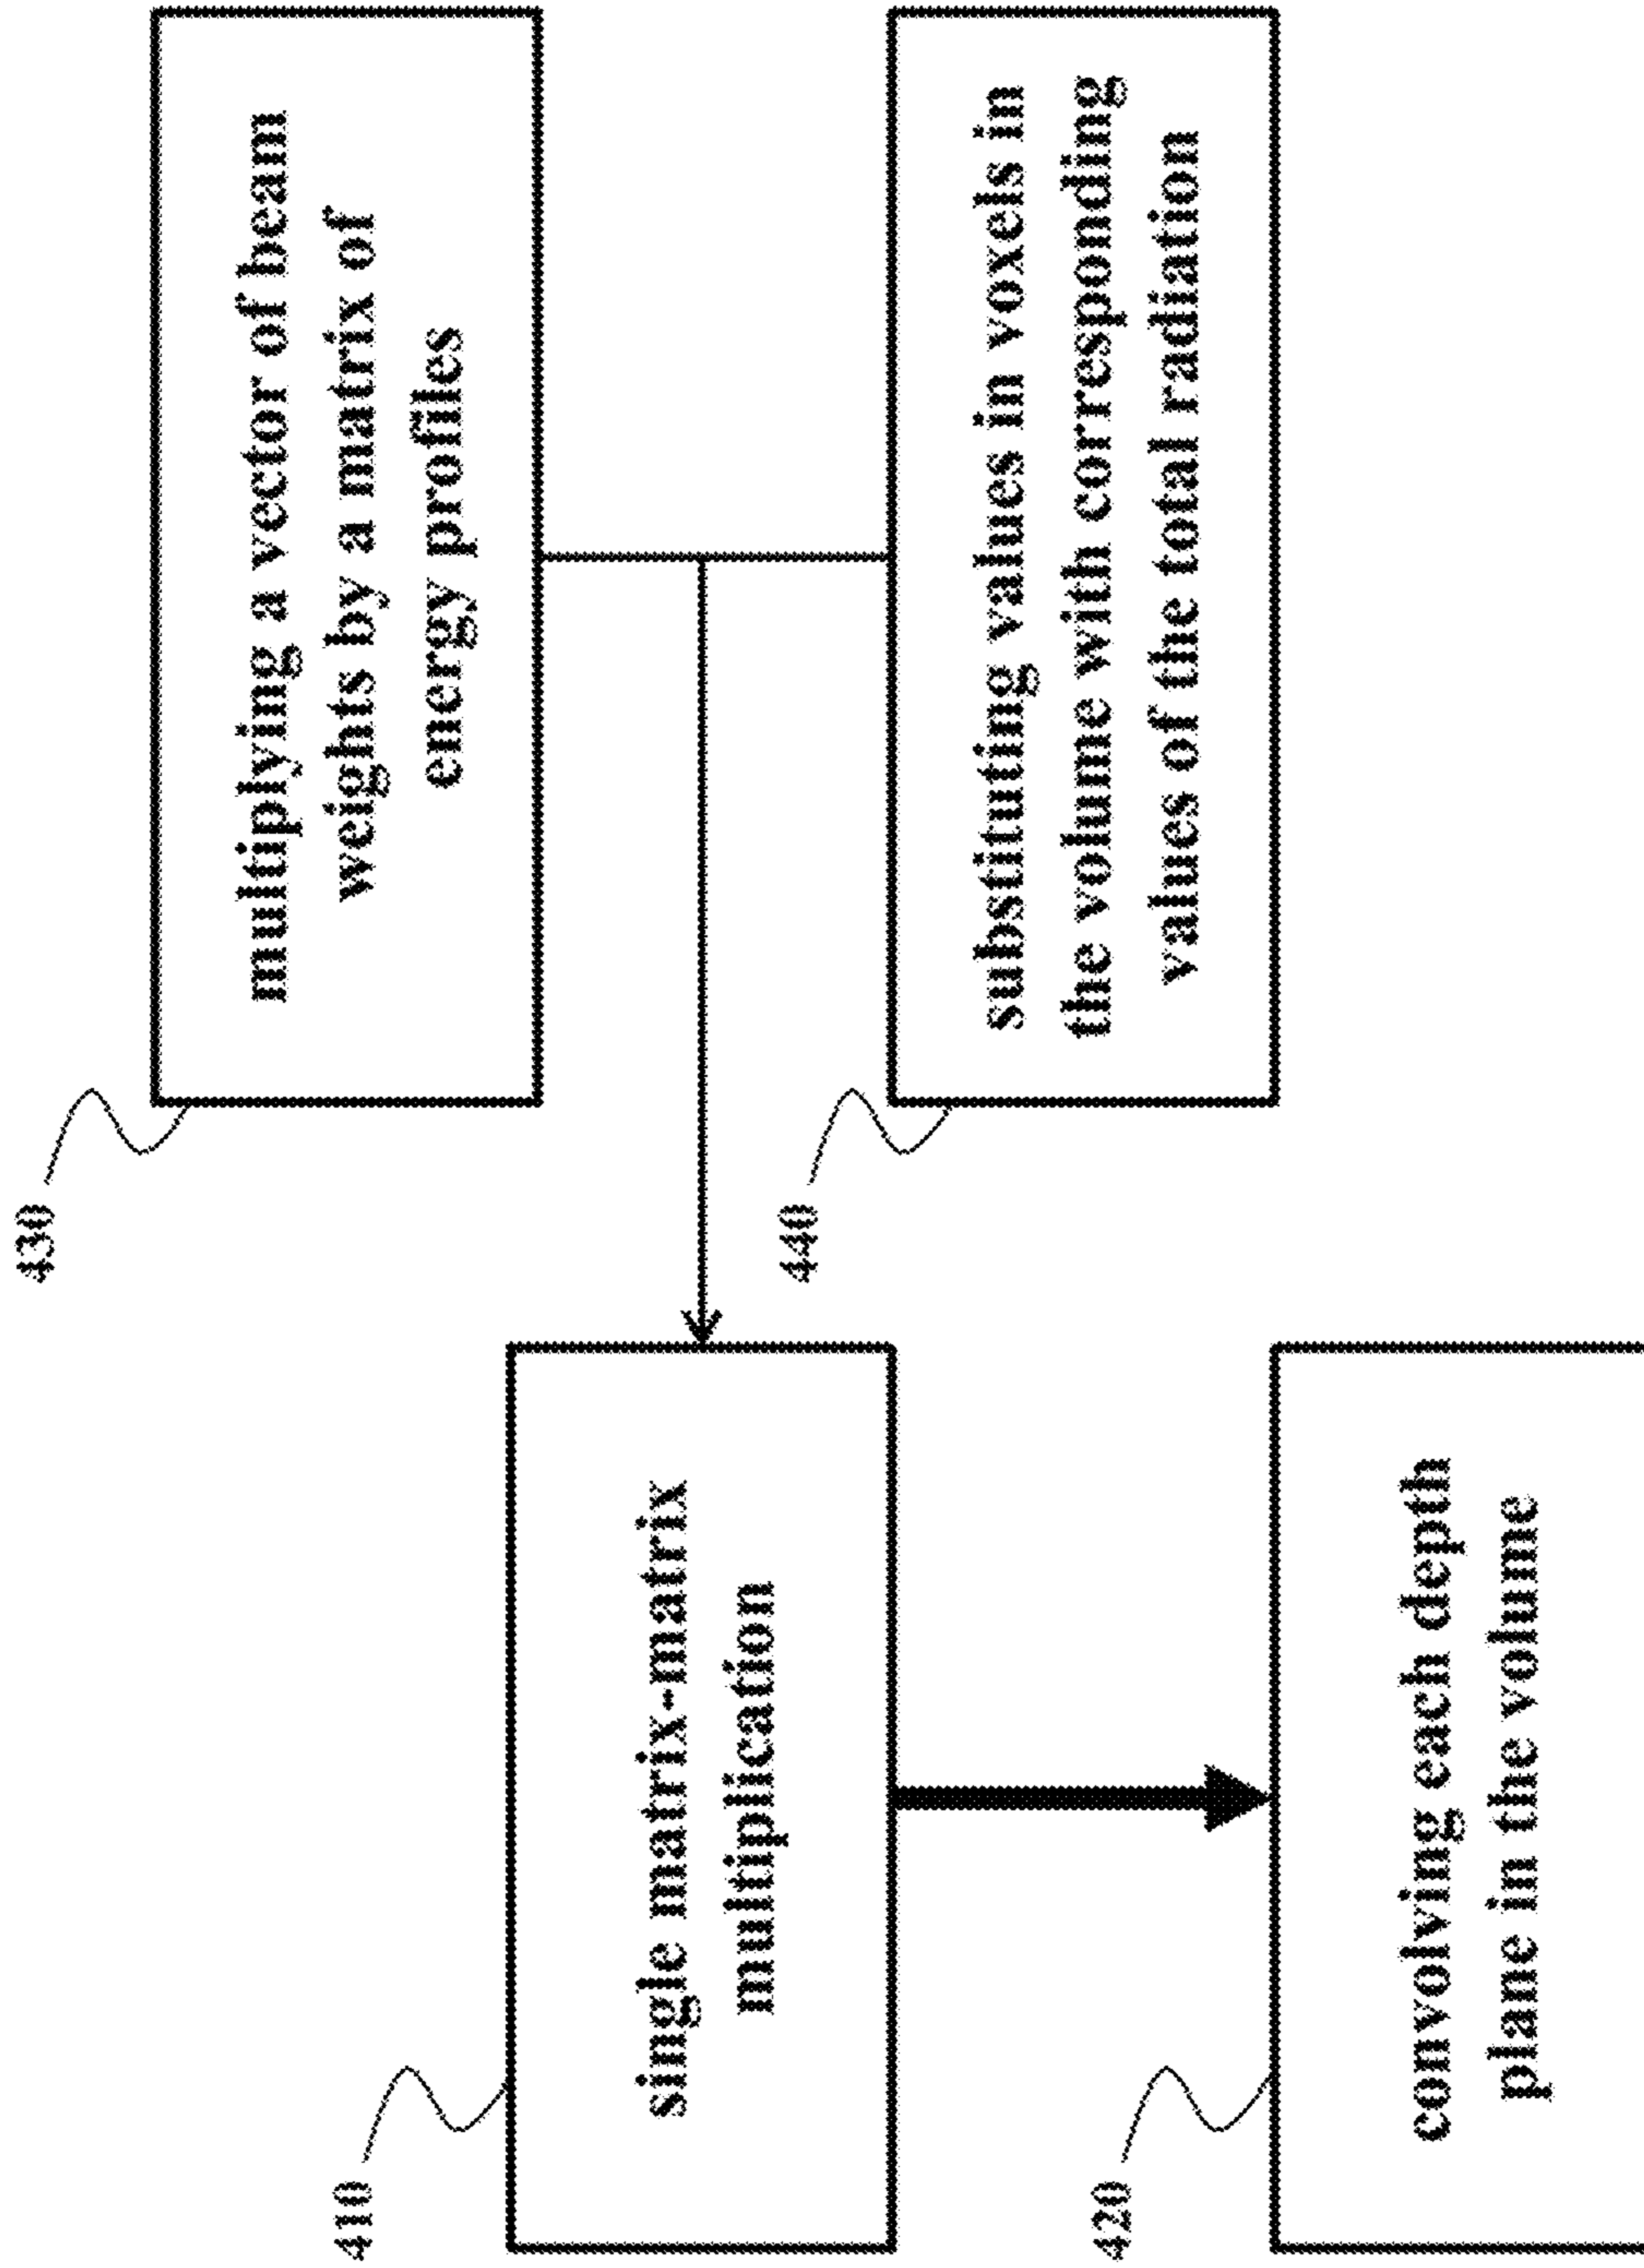 410
single matrix-matrix
multiplication
420
convolving each depth
plane in the volume
430
multiplying a vector of beam
weights by a matrix of
energy profiles
440
substituting values in voxels in
the volume with corresponding
values of the total radiation